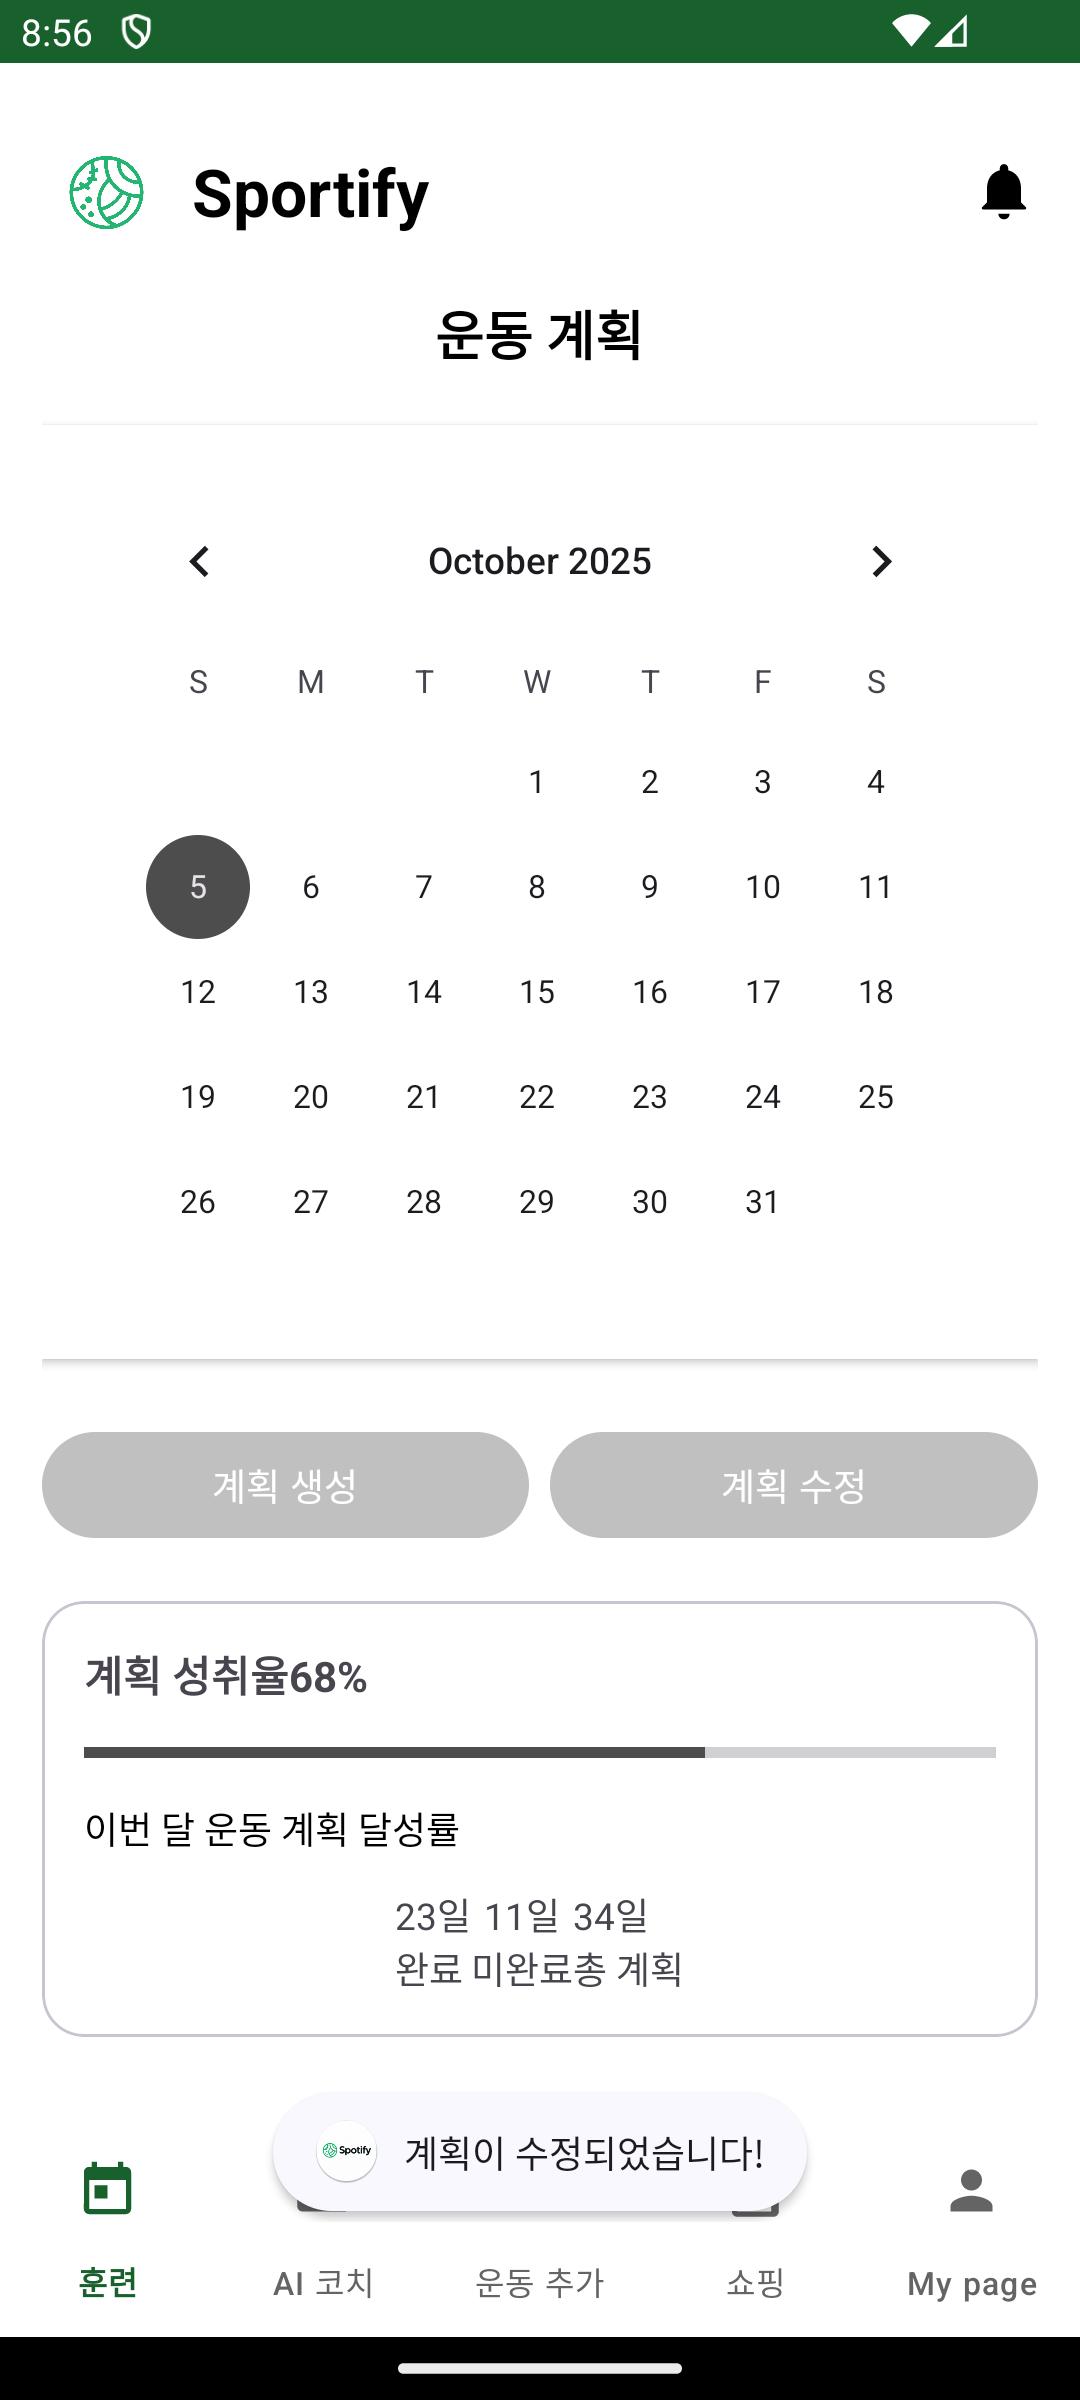 8:56
Sportify
운동 계획
October 2025
S M T W T F S
1 2 3 4
5 6 7 8 9 10 11
12 13 14 15 16 17 18
19 20 21 22 23 24 25
26 27 28 29 30 31
계획 생성 계획 수정
계획 성취율68%
이번 달 운동 계획 달성률
23일 11일 34일
완료 미완료총 계획
Spotify 계획이 수정되었습니다!
훈련 AI 코치 운동 추가 쇼핑 My page